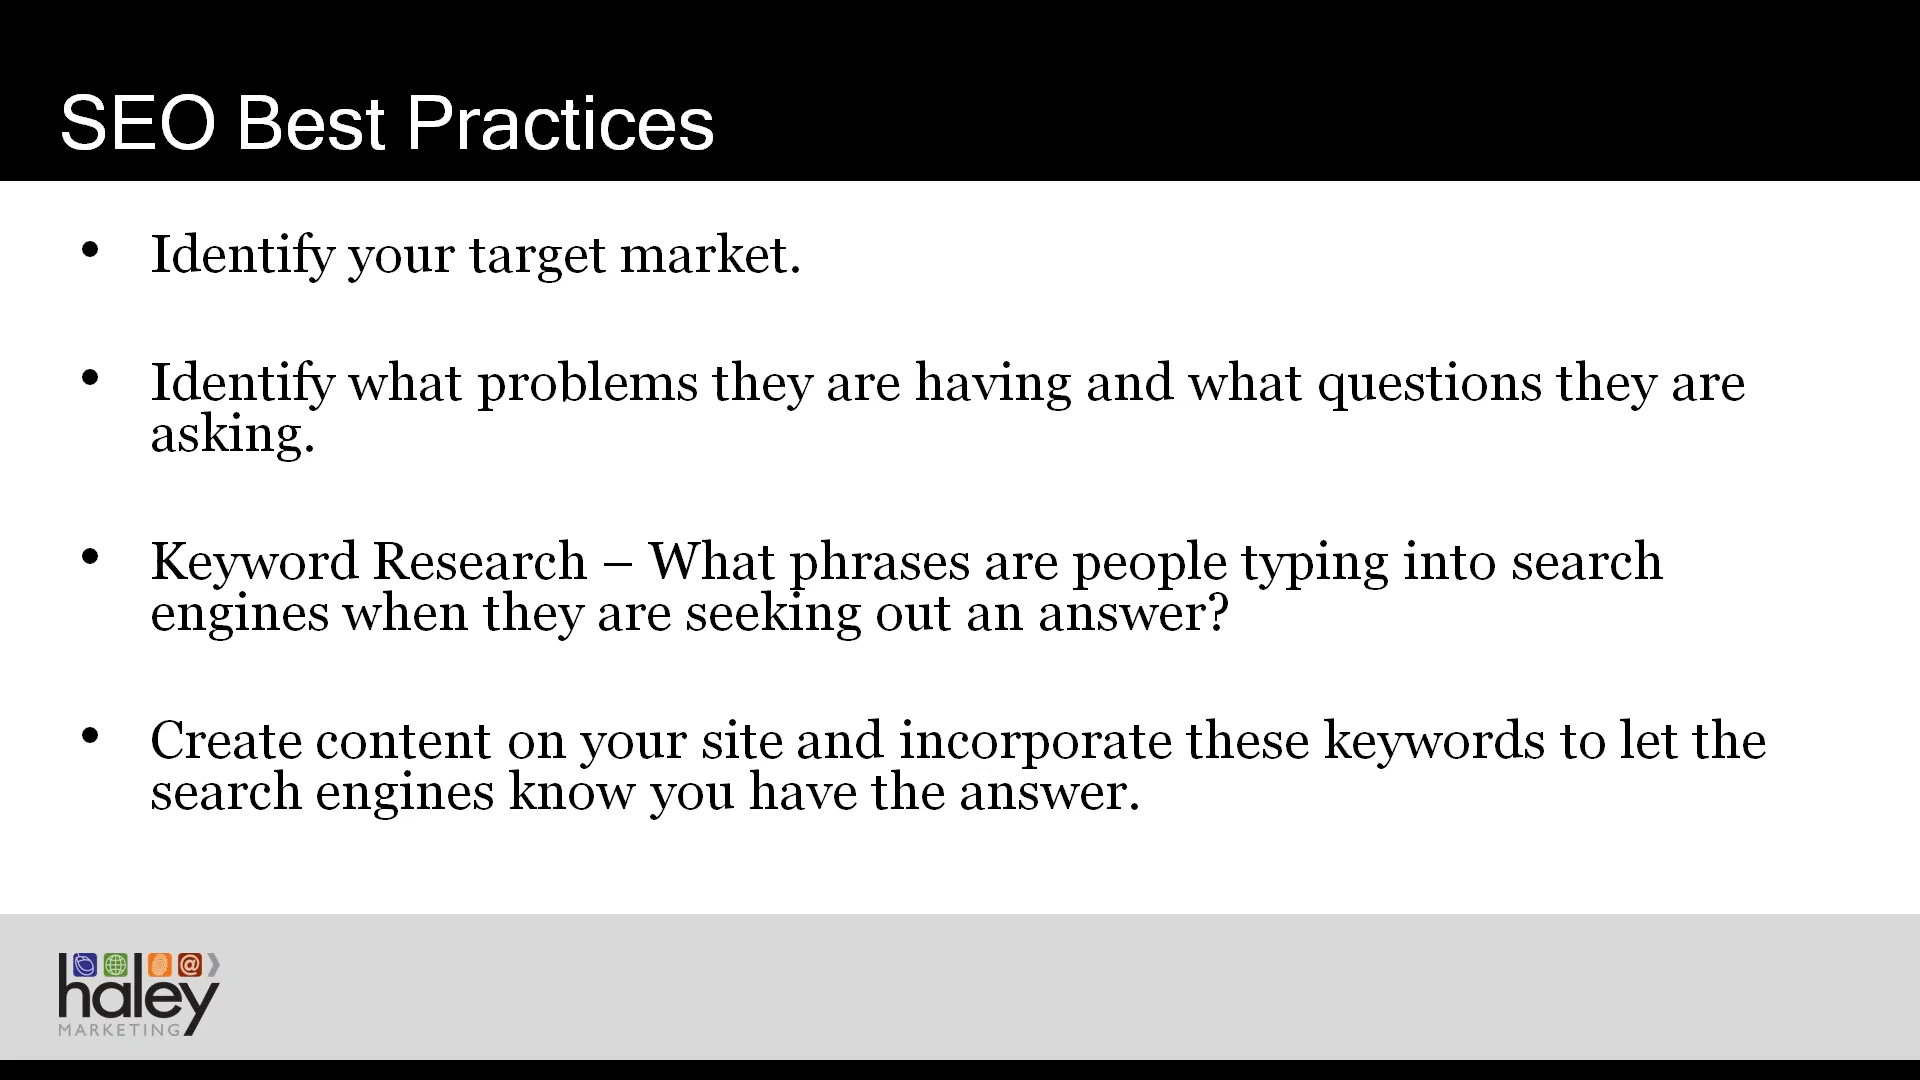 SEO Best Practices
• Identify your target market.
• Identify what problems they are having and what questions they are
asking.
• Keyword Research – What phrases are people typing into search
engines when they are seeking out an answer?
• Create content on your site and incorporate these keywords to let the
search engines know you have the answer.
haley
MARKETING